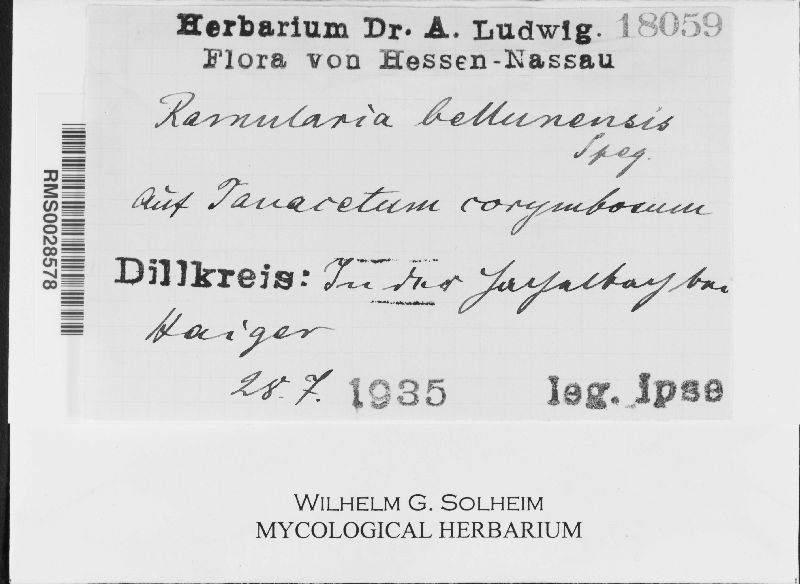 Herbarium Dr. A. Ludwig. 18059
Flora von Hessen-Nassau
Ramularia bellunensis
Speg.
auf Tanacetum corymbosum
Dillkreis: In der bei
Haiger
28. 7. 1935 leg. Ipse
RMS0028578
WILHELM G. SOLHEIM
MYCOLOGICAL HERBARIUM